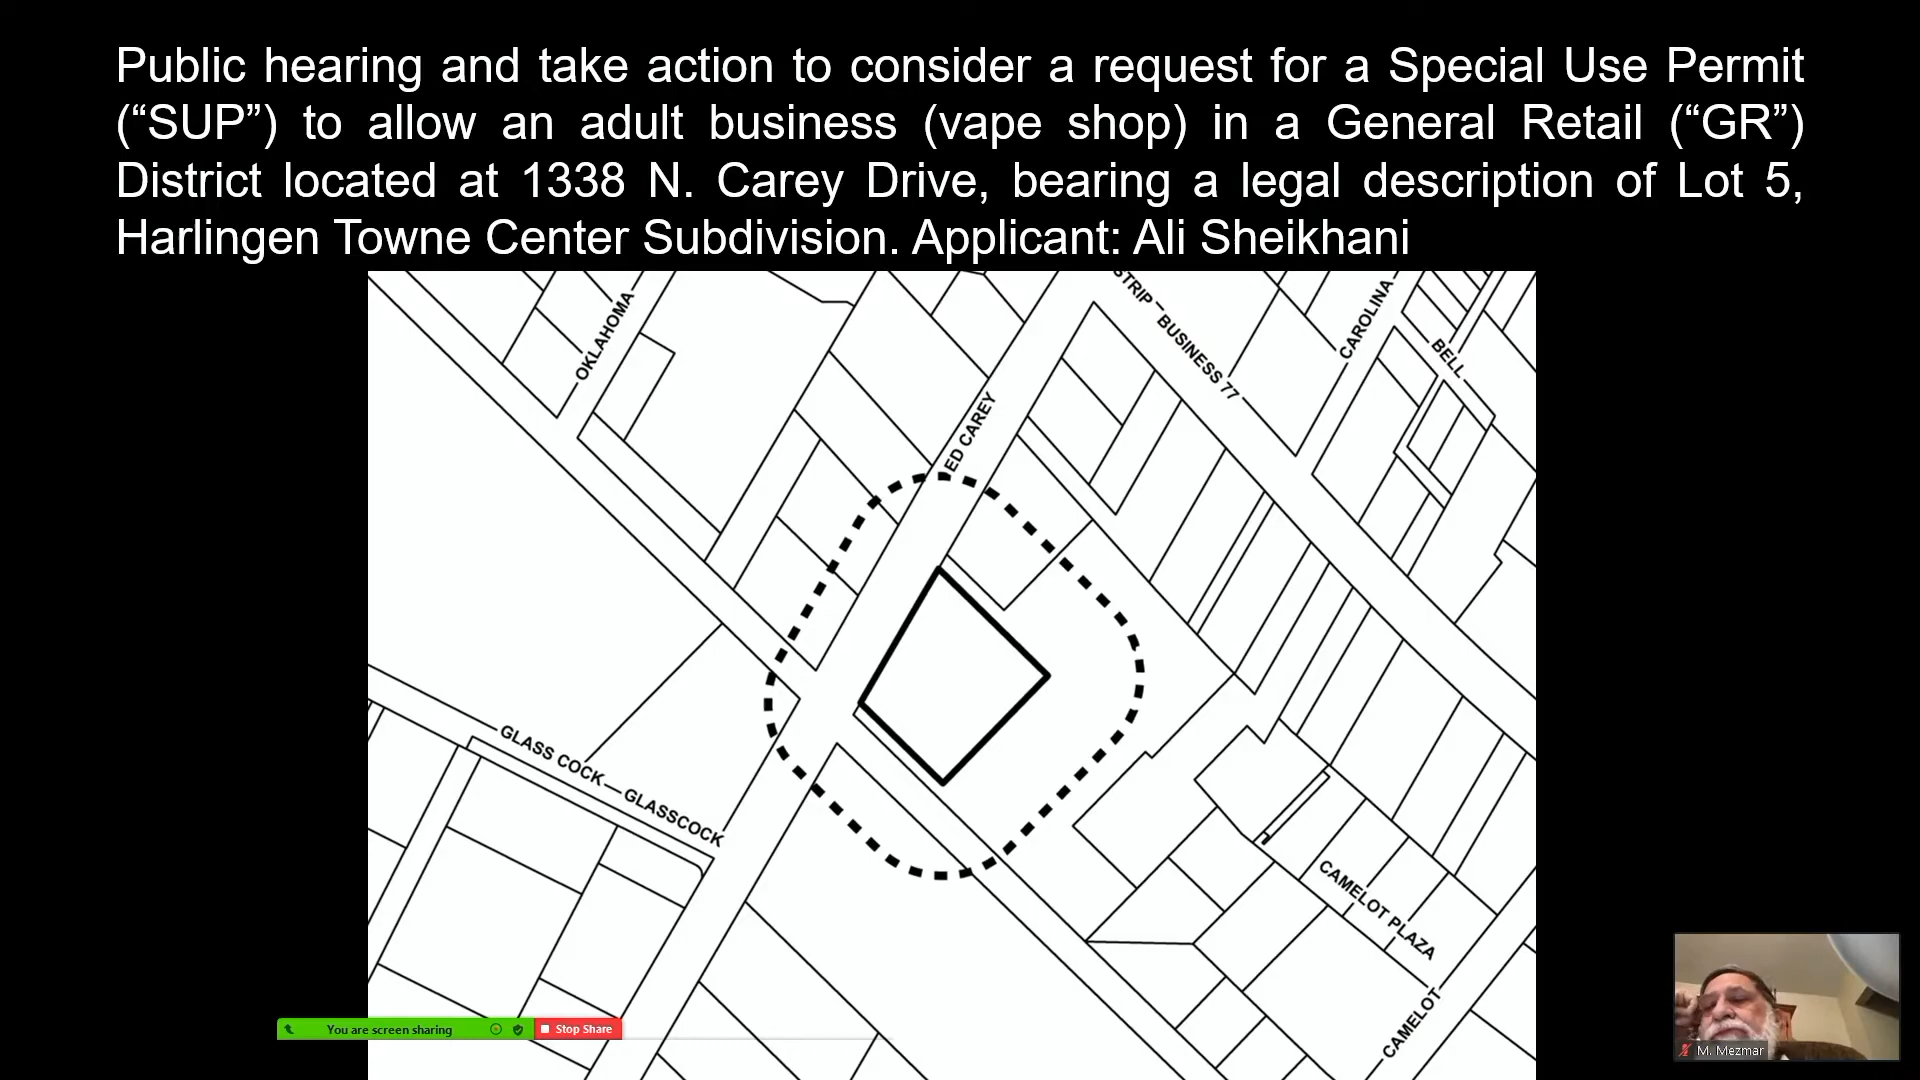 Public hearing and take action to consider a request for a Special Use Permit
(“SUP”) to allow an adult business (vape shop) in a General Retail (“GR”)
District located at 1338 N. Carey Drive, bearing a legal description of Lot 5,
Harlingen Towne Center Subdivision. Applicant: Ali Sheikhani
OKLAHOMA
STRIP
BUSINESS 77
CAROLINA
BELL
ED CAREY
GLASS COCK
GLASSCOCK
CAMELOT PLAZA
CAMELOT
You are screen sharing
Stop Share
M. Mezmar